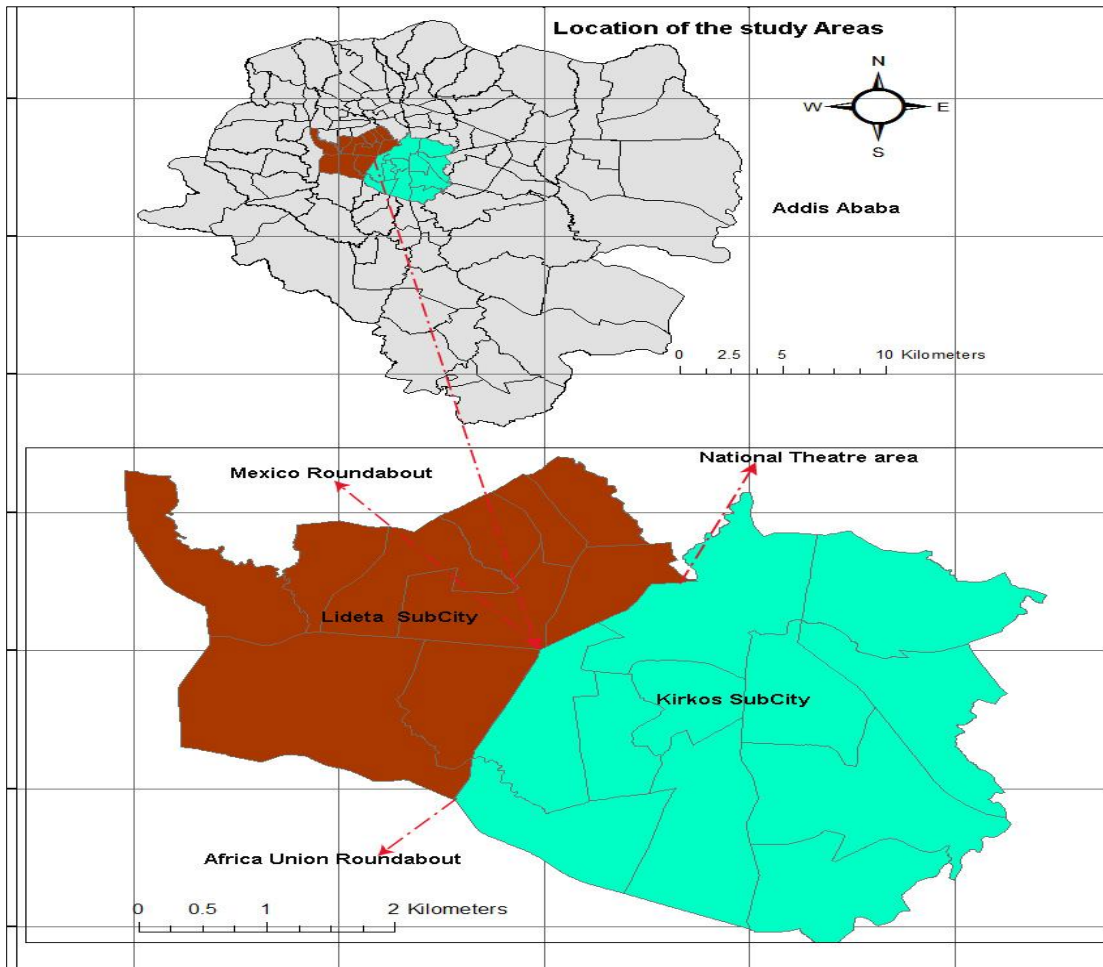 Location of the study Areas
N
W E
S
Addis Ababa
0 2.5 5 10 Kilometers
Mexico Roundabout
National Theatre area
Lideta SubCity
Kirkos SubCity
Africa Union Roundabout
0 0.5 1 2 Kilometers